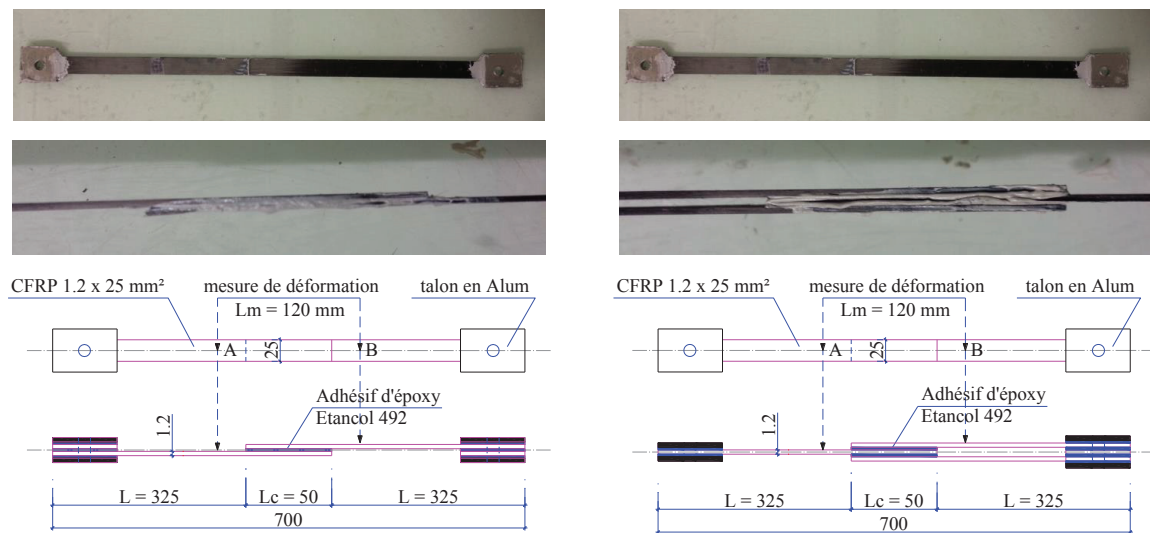 CFRP 1.2 x 25 mm²
mesure de déformation
talon en Alum
Lm = 120 mm
A
25
B
Adhésif d'époxy
Etancol 492
1.2
L = 325
Lc = 50
L = 325
700
CFRP 1.2 x 25 mm²
mesure de déformation
talon en Alum
Lm = 120 mm
A
25
B
Adhésif d'époxy
Etancol 492
1.2
L = 325
Lc = 50
L = 325
700